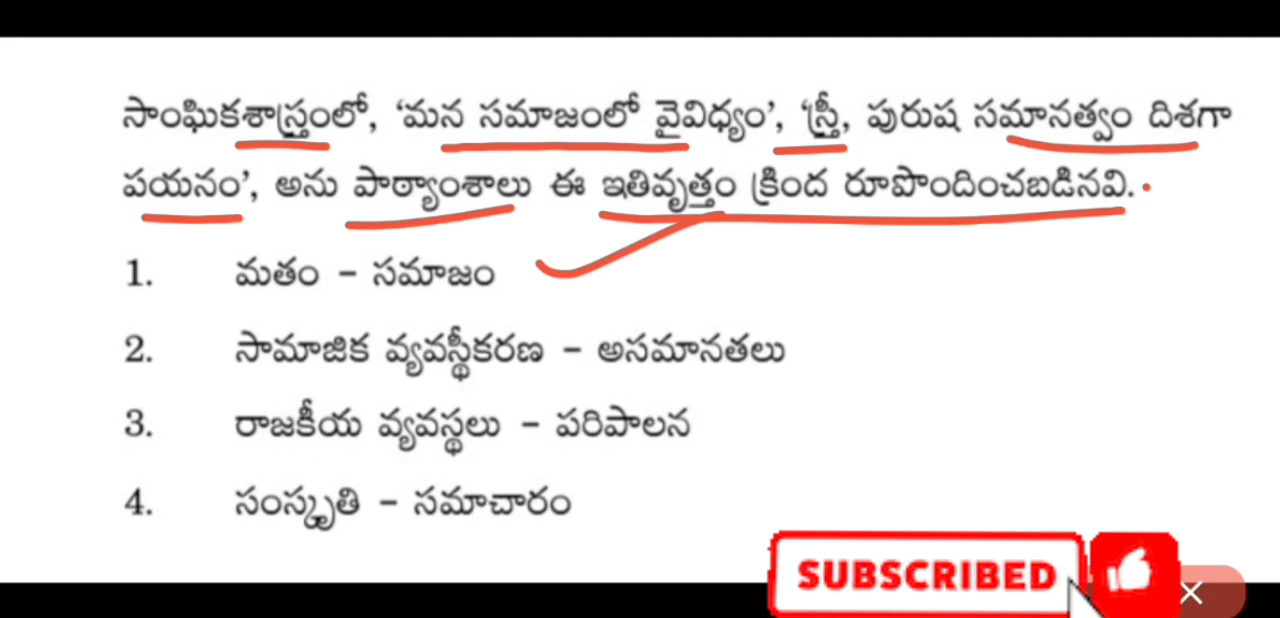 సాంఘికశాస్త్రంలో, ‘మన సమాజంలో వైవిధ్యం’, ‘స్త్రీ, పురుష సమానత్వం దిశగా
పయనం’, అను పాఠ్యాంశాలు ఈ ఇతివృత్తం క్రింద రూపొందించబడినవి.
1. మతం – సమాజం
2. సామాజిక వ్యవస్థీకరణ – అసమానతలు
3. రాజకీయ వ్యవస్థలు – పరిపాలన
4. సంస్కృతి – సమాచారం
SUBSCRIBED